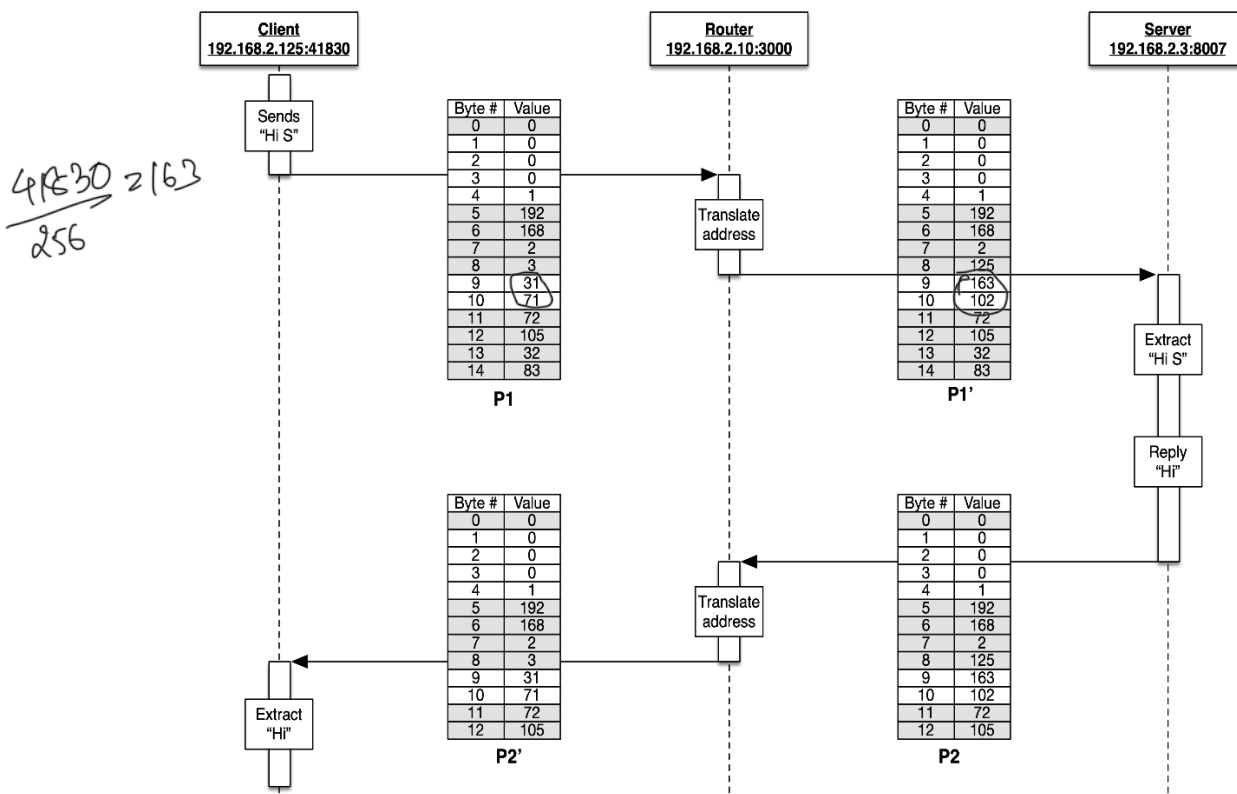 Client
192.168.2.125:41830
Router
192.168.2.10:3000
Server
192.168.2.3:8007
Sends
“Hi S”
41830 = 163
256
Byte # Value
0 0
1 0
2 0
3 0
4 1
5 192
6 168
7 2
8 3
9 31
10 71
11 72
12 105
13 32
14 83
P1
Translate
address
Byte # Value
0 0
1 0
2 0
3 0
4 1
5 192
6 168
7 2
8 125
9 163
10 102
11 72
12 105
13 32
14 83
P1’
Extract
“Hi S”
Reply
“Hi”
Byte # Value
0 0
1 0
2 0
3 0
4 1
5 192
6 168
7 2
8 3
9 31
10 71
11 72
12 105
P2’
Translate
address
Byte # Value
0 0
1 0
2 0
3 0
4 1
5 192
6 168
7 2
8 125
9 163
10 102
11 72
12 105
P2
Extract
“Hi”